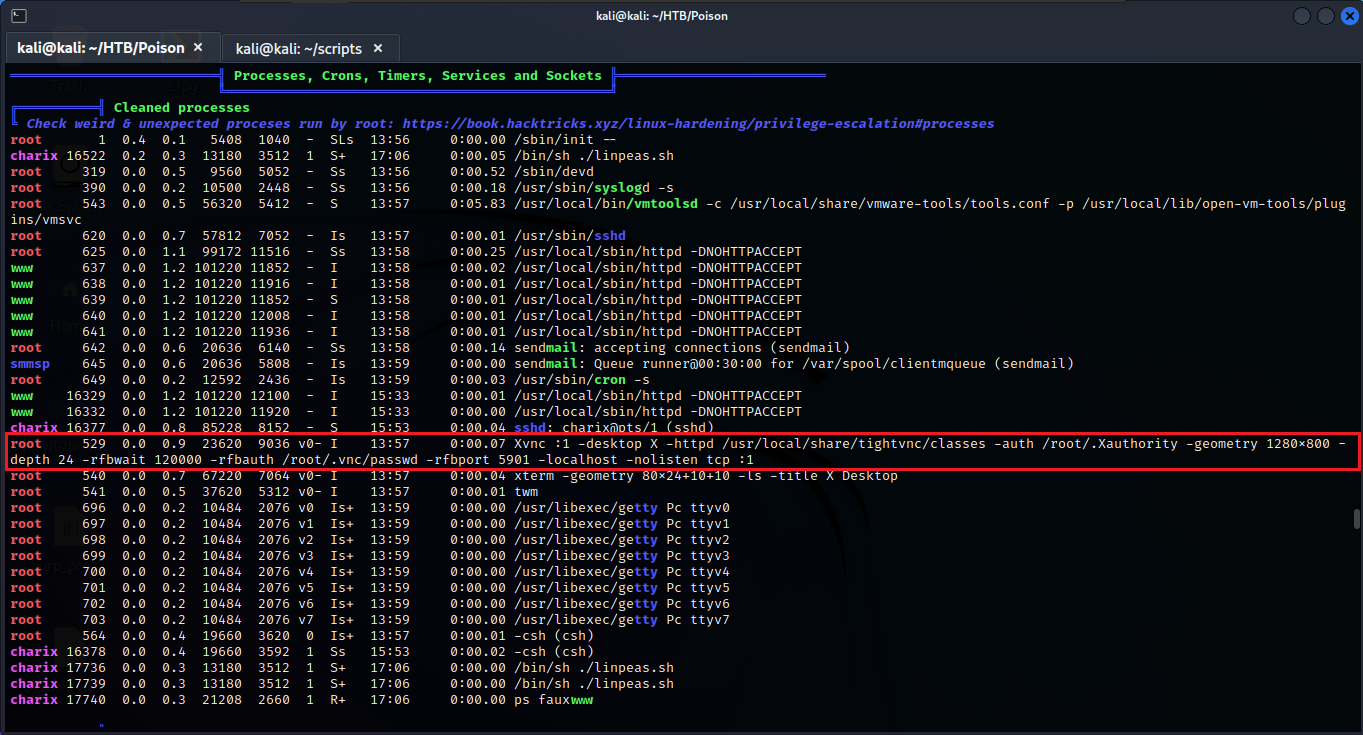 kali@kali: ~/HTB/Poison
kali@kali: ~/HTB/Poison × kali@kali: ~/scripts ×
Processes, Crons, Timers, Services and Sockets
Cleaned processes
Check weird & unexpected proceses run by root: https://book.hacktricks.xyz/linux-hardening/privilege-escalation#processes
root 1 0.4 0.1 5408 1040 - SLs 13:56 0:00.00 /sbin/init --
charix 16522 0.2 0.3 13180 3512 1 S+ 17:06 0:00.05 /bin/sh ./linpeas.sh
root 319 0.0 0.5 9560 5052 - Ss 13:56 0:00.52 /sbin/devd
root 390 0.0 0.2 10500 2448 - Ss 13:56 0:00.18 /usr/sbin/syslogd -s
root 543 0.0 0.5 56320 5412 - S 13:57 0:05.83 /usr/local/bin/vmtoolsd -c /usr/local/share/vmware-tools/tools.conf -p /usr/local/lib/open-vm-tools/plug
ins/vmsvc
root 620 0.0 0.7 57812 7052 - Is 13:57 0:00.01 /usr/sbin/sshd
root 625 0.0 1.1 99172 11516 - Ss 13:58 0:00.25 /usr/local/sbin/httpd -DNOHTTPACCEPT
www 637 0.0 1.2 101220 11852 - I 13:58 0:00.02 /usr/local/sbin/httpd -DNOHTTPACCEPT
www 638 0.0 1.2 101220 11916 - I 13:58 0:00.01 /usr/local/sbin/httpd -DNOHTTPACCEPT
www 639 0.0 1.2 101220 11852 - S 13:58 0:00.01 /usr/local/sbin/httpd -DNOHTTPACCEPT
www 640 0.0 1.2 101220 12008 - I 13:58 0:00.01 /usr/local/sbin/httpd -DNOHTTPACCEPT
www 641 0.0 1.2 101220 11936 - I 13:58 0:00.01 /usr/local/sbin/httpd -DNOHTTPACCEPT
root 642 0.0 0.6 20636 6140 - Ss 13:58 0:00.14 sendmail: accepting connections (sendmail)
smmsp 645 0.0 0.6 20636 5808 - Is 13:59 0:00.00 sendmail: Queue runner@00:30:00 for /var/spool/clientmqueue (sendmail)
root 649 0.0 0.2 12592 2436 - Is 13:59 0:00.03 /usr/sbin/cron -s
www 16329 0.0 1.2 101220 12100 - I 15:33 0:00.01 /usr/local/sbin/httpd -DNOHTTPACCEPT
www 16332 0.0 1.2 101220 11920 - I 15:33 0:00.00 /usr/local/sbin/httpd -DNOHTTPACCEPT
charix 16377 0.0 0.8 85228 8152 - S 15:53 0:00.04 sshd: charix@pts/1 (sshd)
root 529 0.0 0.9 23620 9036 v0- I 13:57 0:00.07 Xvnc :1 -desktop X -httpd /usr/local/share/tightvnc/classes -auth /root/.Xauthority -geometry 1280×800 -
depth 24 -rfbwait 120000 -rfbauth /root/.vnc/passwd -rfbport 5901 -localhost -nolisten tcp :1
root 540 0.0 0.7 67220 7064 v0- I 13:57 0:00.04 xterm -geometry 80×24+10+10 -ls -title X Desktop
root 541 0.0 0.5 37620 5312 v0- I 13:57 0:00.01 twm
root 696 0.0 0.2 10484 2076 v0 Is+ 13:59 0:00.00 /usr/libexec/getty Pc ttyv0
root 697 0.0 0.2 10484 2076 v1 Is+ 13:59 0:00.00 /usr/libexec/getty Pc ttyv1
root 698 0.0 0.2 10484 2076 v2 Is+ 13:59 0:00.00 /usr/libexec/getty Pc ttyv2
root 699 0.0 0.2 10484 2076 v3 Is+ 13:59 0:00.00 /usr/libexec/getty Pc ttyv3
root 700 0.0 0.2 10484 2076 v4 Is+ 13:59 0:00.00 /usr/libexec/getty Pc ttyv4
root 701 0.0 0.2 10484 2076 v5 Is+ 13:59 0:00.00 /usr/libexec/getty Pc ttyv5
root 702 0.0 0.2 10484 2076 v6 Is+ 13:59 0:00.00 /usr/libexec/getty Pc ttyv6
root 703 0.0 0.2 10484 2076 v7 Is+ 13:59 0:00.00 /usr/libexec/getty Pc ttyv7
root 564 0.0 0.4 19660 3620 0 Is+ 13:57 0:00.01 -csh (csh)
charix 16378 0.0 0.4 19660 3592 1 Ss 15:53 0:00.02 -csh (csh)
charix 17736 0.0 0.3 13180 3512 1 S+ 17:06 0:00.00 /bin/sh ./linpeas.sh
charix 17739 0.0 0.3 13180 3512 1 S+ 17:06 0:00.00 /bin/sh ./linpeas.sh
charix 17740 0.0 0.3 21208 2660 1 R+ 17:06 0:00.00 ps fauxwww